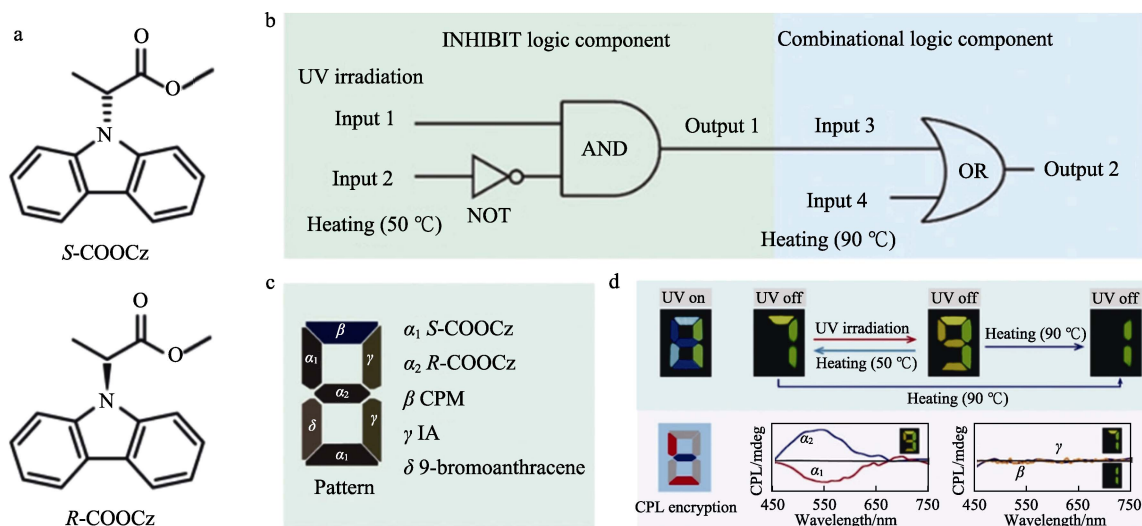 a
O
O
N
S-COOCz
O
O
N
R-COOCz
b
INHIBIT logic component
Combinational logic component
UV irradiation
Input 1
Input 2
Heating (50 ℃)
NOT
AND
Output 1
Input 3
Input 4
Heating (90 ℃)
OR
Output 2
c
β
α₁
γ
α₂
δ
γ
α₁
Pattern
α₁ S-COOCz
α₂ R-COOCz
β CPM
γ IA
δ 9-bromoanthracene
d
UV on
UV off
UV off
UV off
UV irradiation
Heating (50 ℃)
Heating (90 ℃)
Heating (90 ℃)
CPL encryption
CPL/mdeg
α₂
α₁
450 550 650 750
Wavelength/nm
CPL/mdeg
γ
β
450 550 650 750
Wavelength/nm